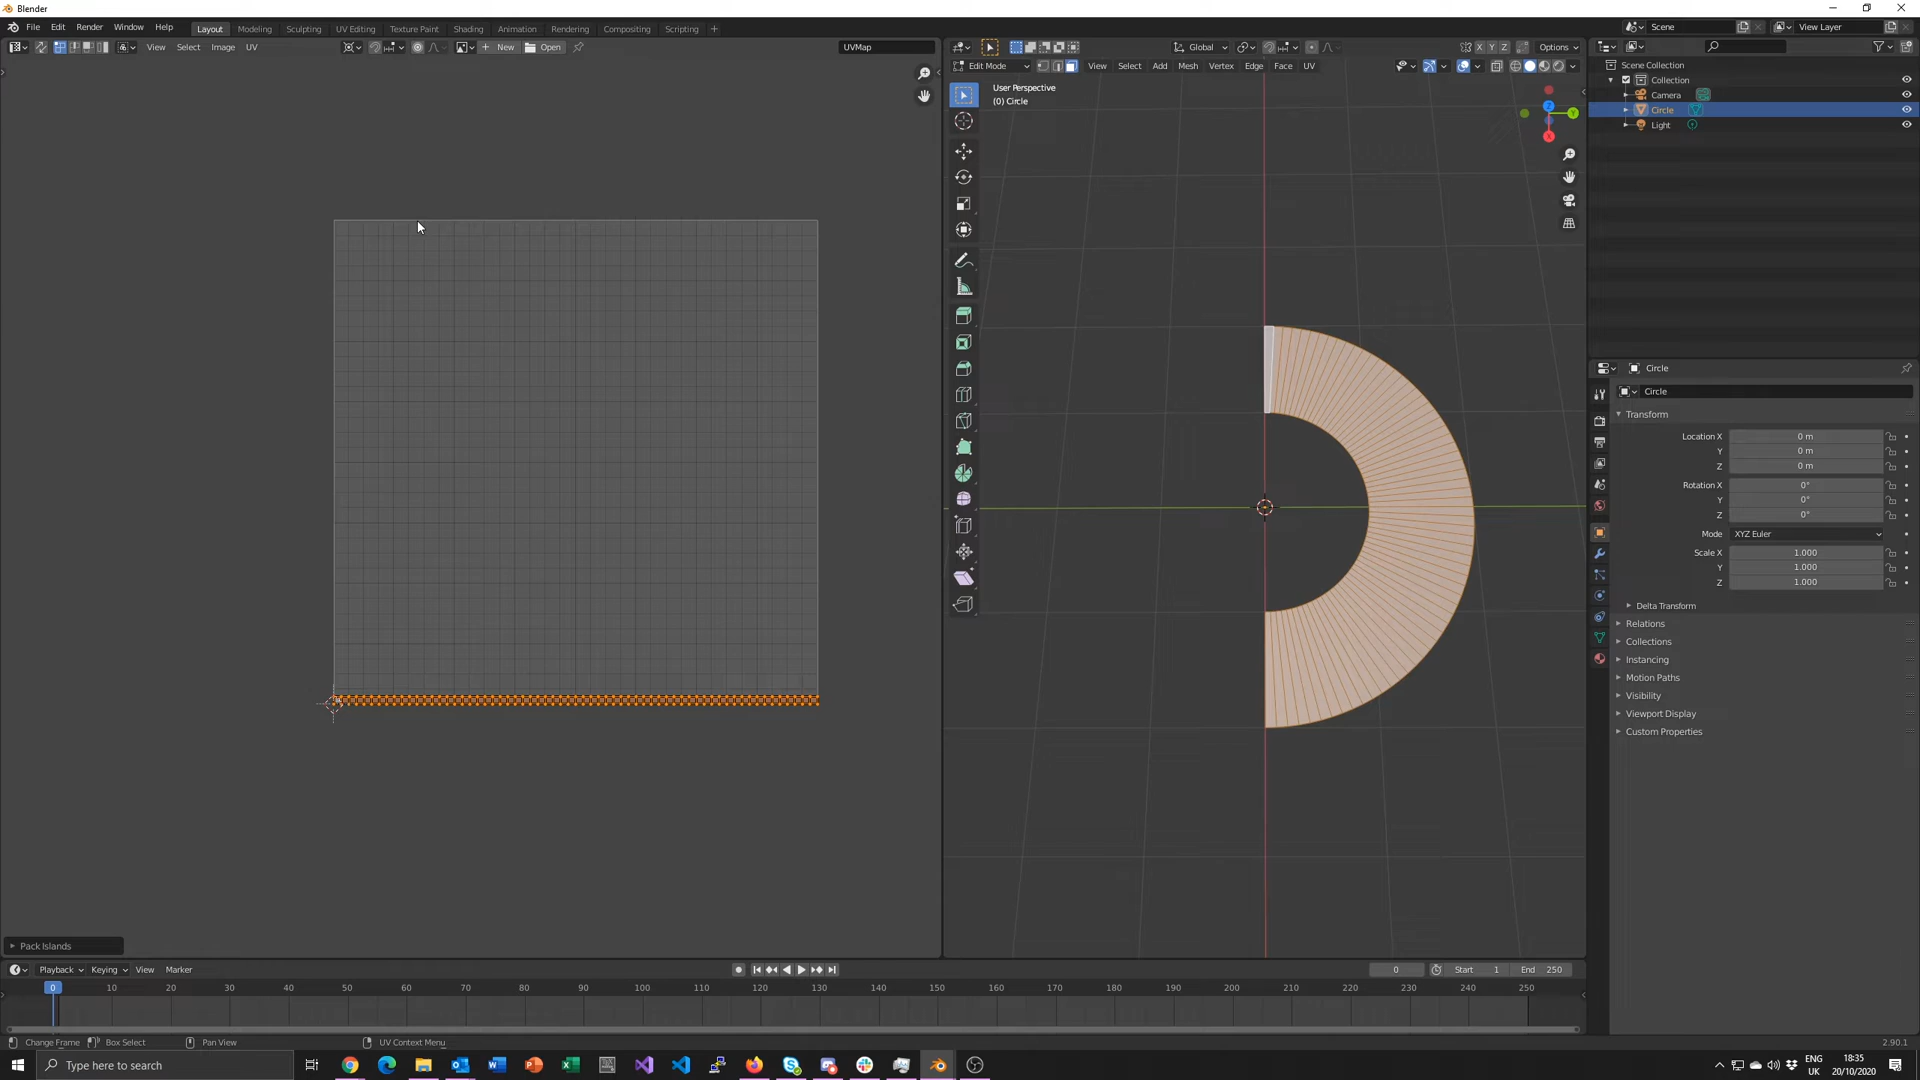 Blender
File Edit Render Window Help Layout Modeling Sculpting UV Editing Texture Paint Shading Animation Rendering Compositing Scripting + Scene View Layer
View Select Image UV New Open UVMap Global X Y Z Options
Edit Mode View Select Add Mesh Vertex Edge Face UV
User Perspective
(0) Circle
Scene Collection
Collection
Camera
Circle
Light
Z
Y
X
Circle
Circle
Transform
Location X 0 m
Y 0 m
Z 0 m
Rotation X 0°
Y 0°
Z 0°
Mode XYZ Euler
Scale X 1.000
Y 1.000
Z 1.000
Delta Transform
Relations
Collections
Instancing
Motion Paths
Visibility
Viewport Display
Custom Properties
Pack Islands
Playback Keying View Marker 0 Start 1 End 250
0 10 20 30 40 50 60 70 80 90 100 110 120 130 140 150 160 170 180 190 200 210 220 230 240 250
Change Frame Box Select Pan View UV Context Menu 2.90.1
Type here to search ENG UK 18:35 20/10/2020